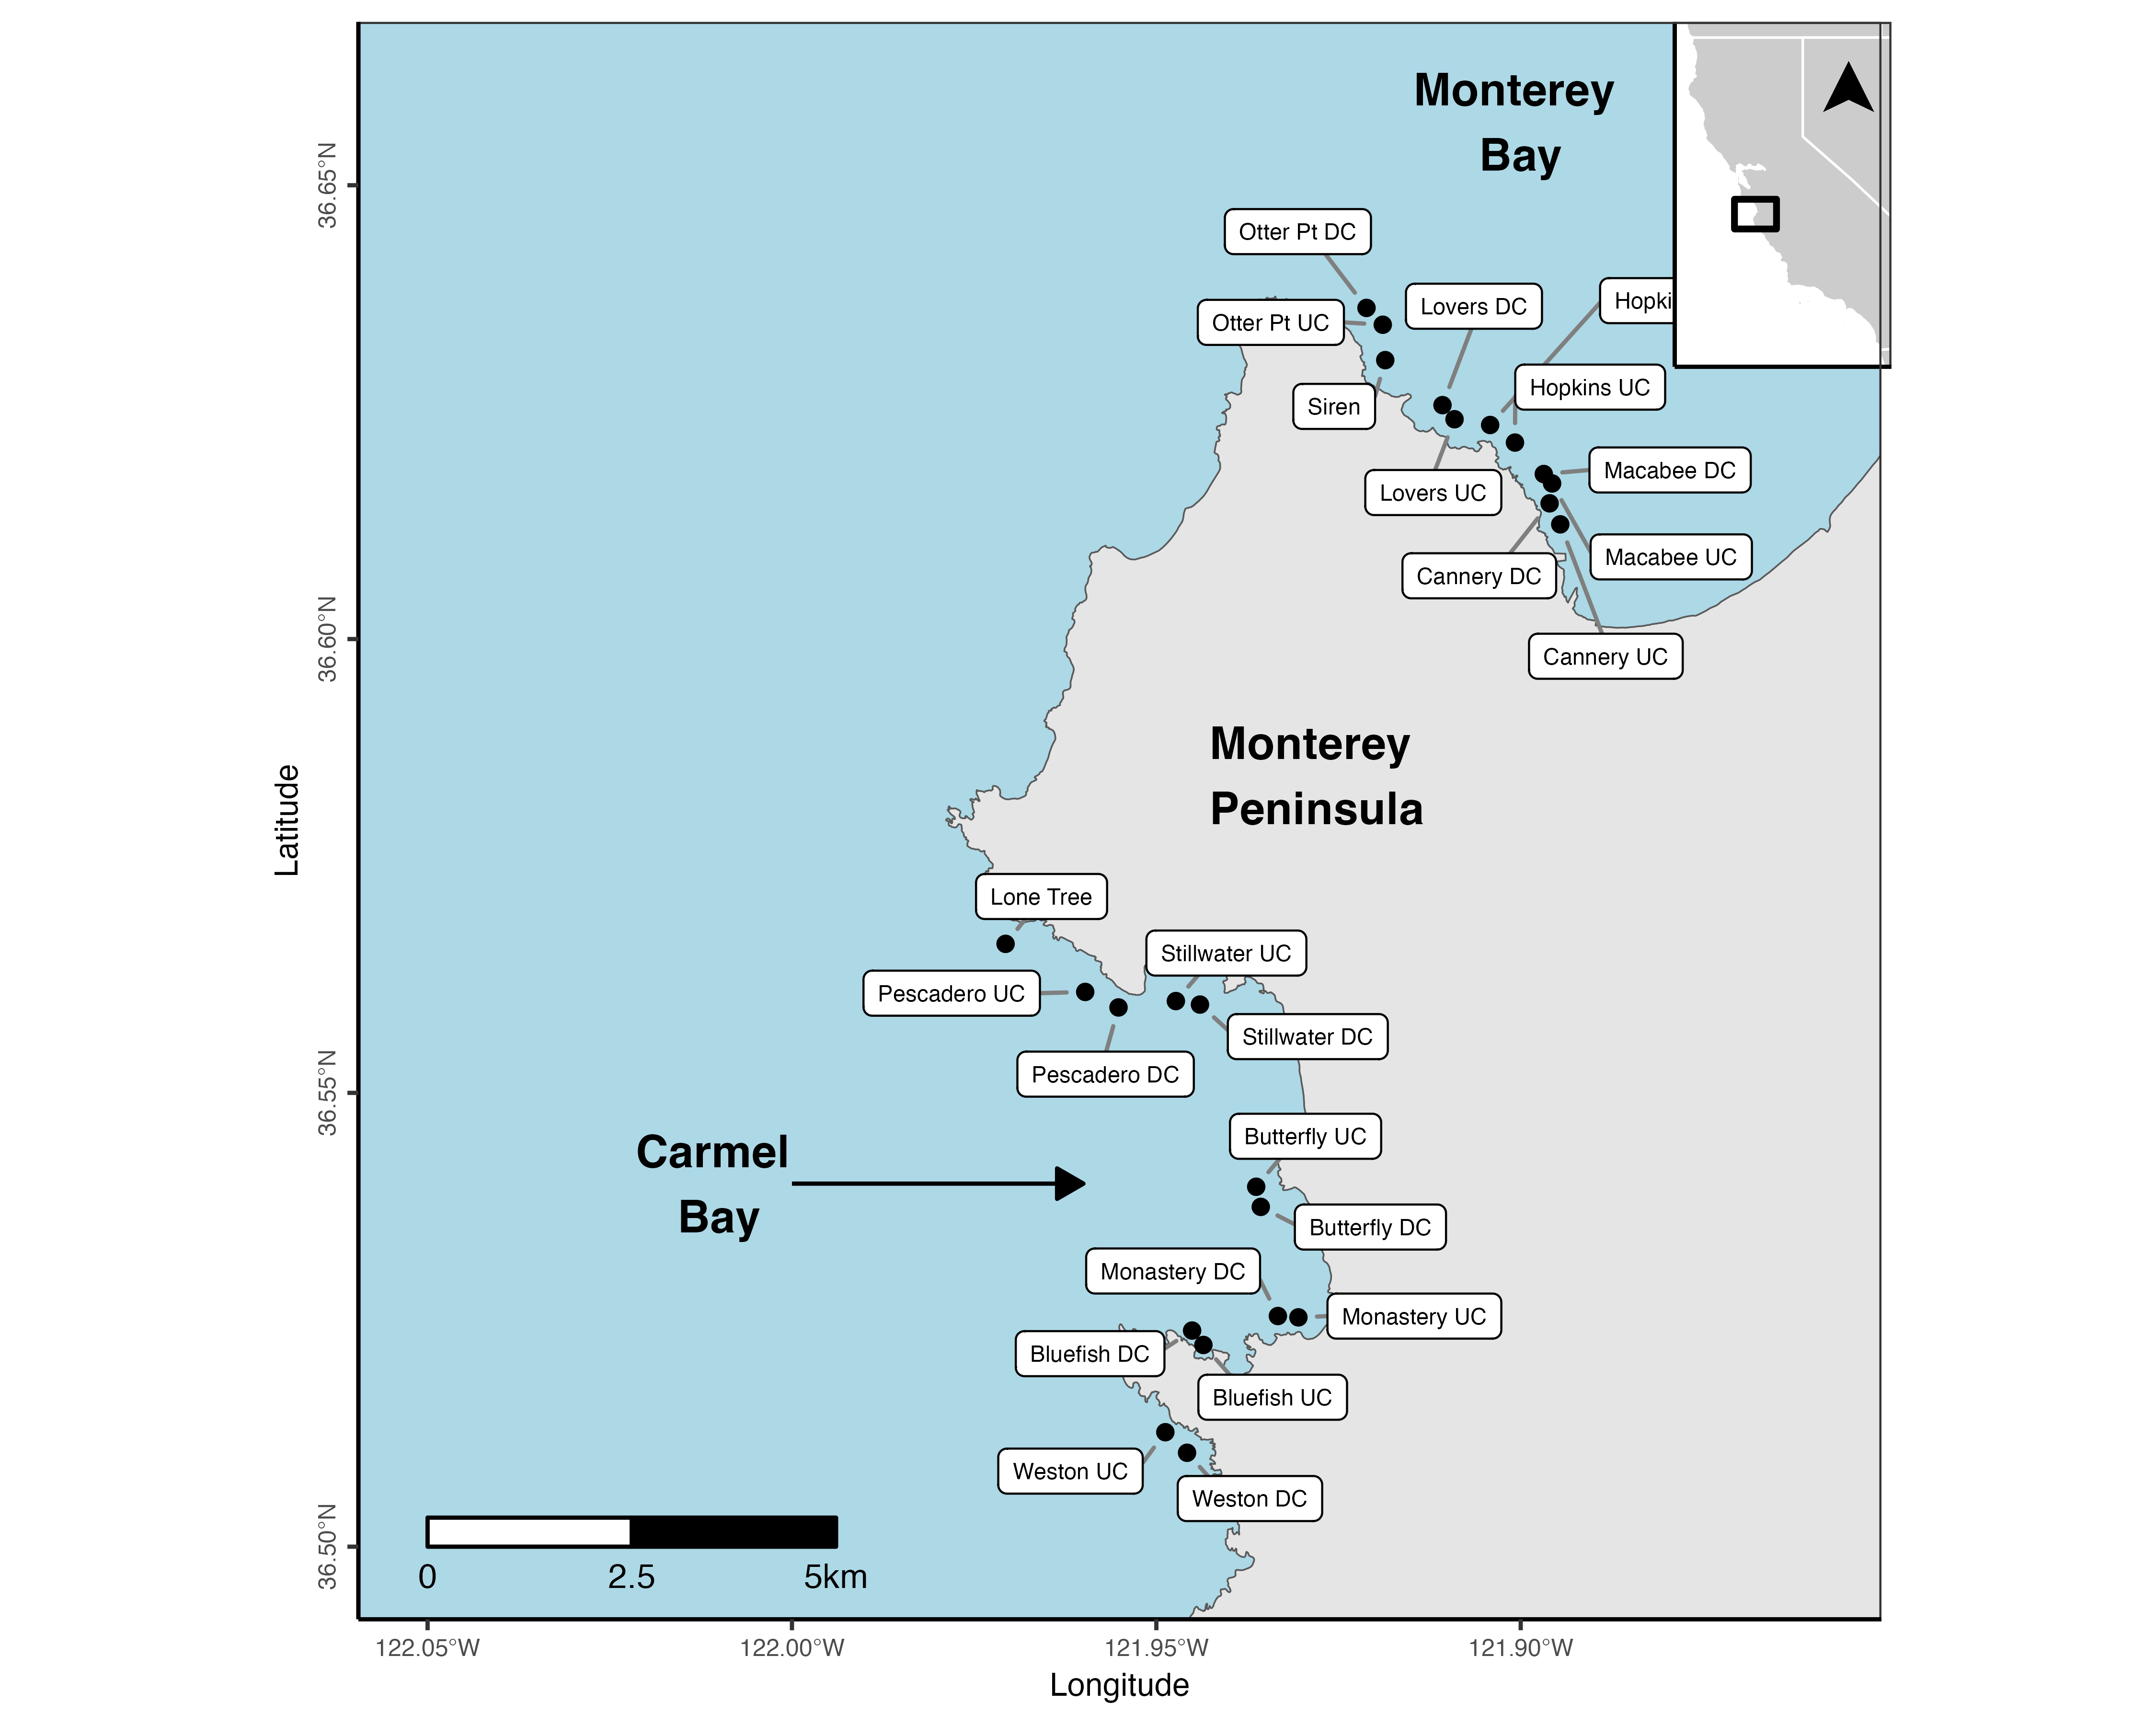 Monterey
Bay
Otter Pt DC
Hopki
Lovers DC
Otter Pt UC
Hopkins UC
Siren
Macabee DC
Lovers UC
Macabee UC
Cannery DC
Cannery UC
Monterey
Peninsula
Lone Tree
Stillwater UC
Pescadero UC
Stillwater DC
Pescadero DC
Butterfly UC
Carmel
Bay
Butterfly DC
Monastery DC
Monastery UC
Bluefish DC
Bluefish UC
Weston UC
Weston DC
0 2.5 5km
36.65°N
36.60°N
36.55°N
36.50°N
Latitude
122.05°W 122.00°W 121.95°W 121.90°W
Longitude